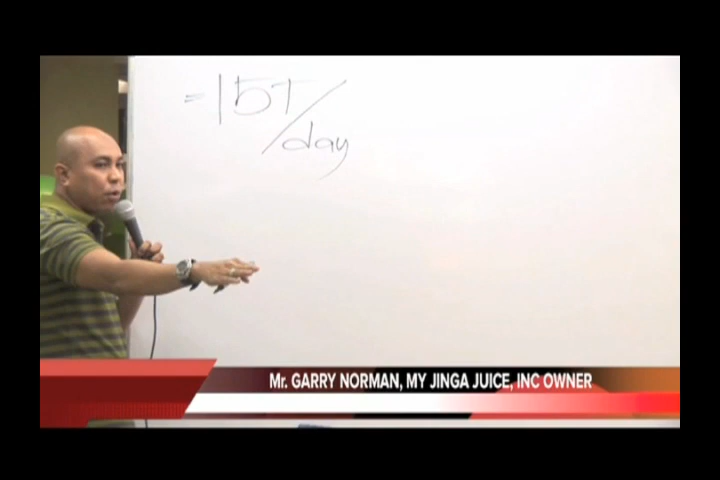 = 15T/
day
Mr. GARRY NORMAN, MY JINGA JUICE, INC OWNER